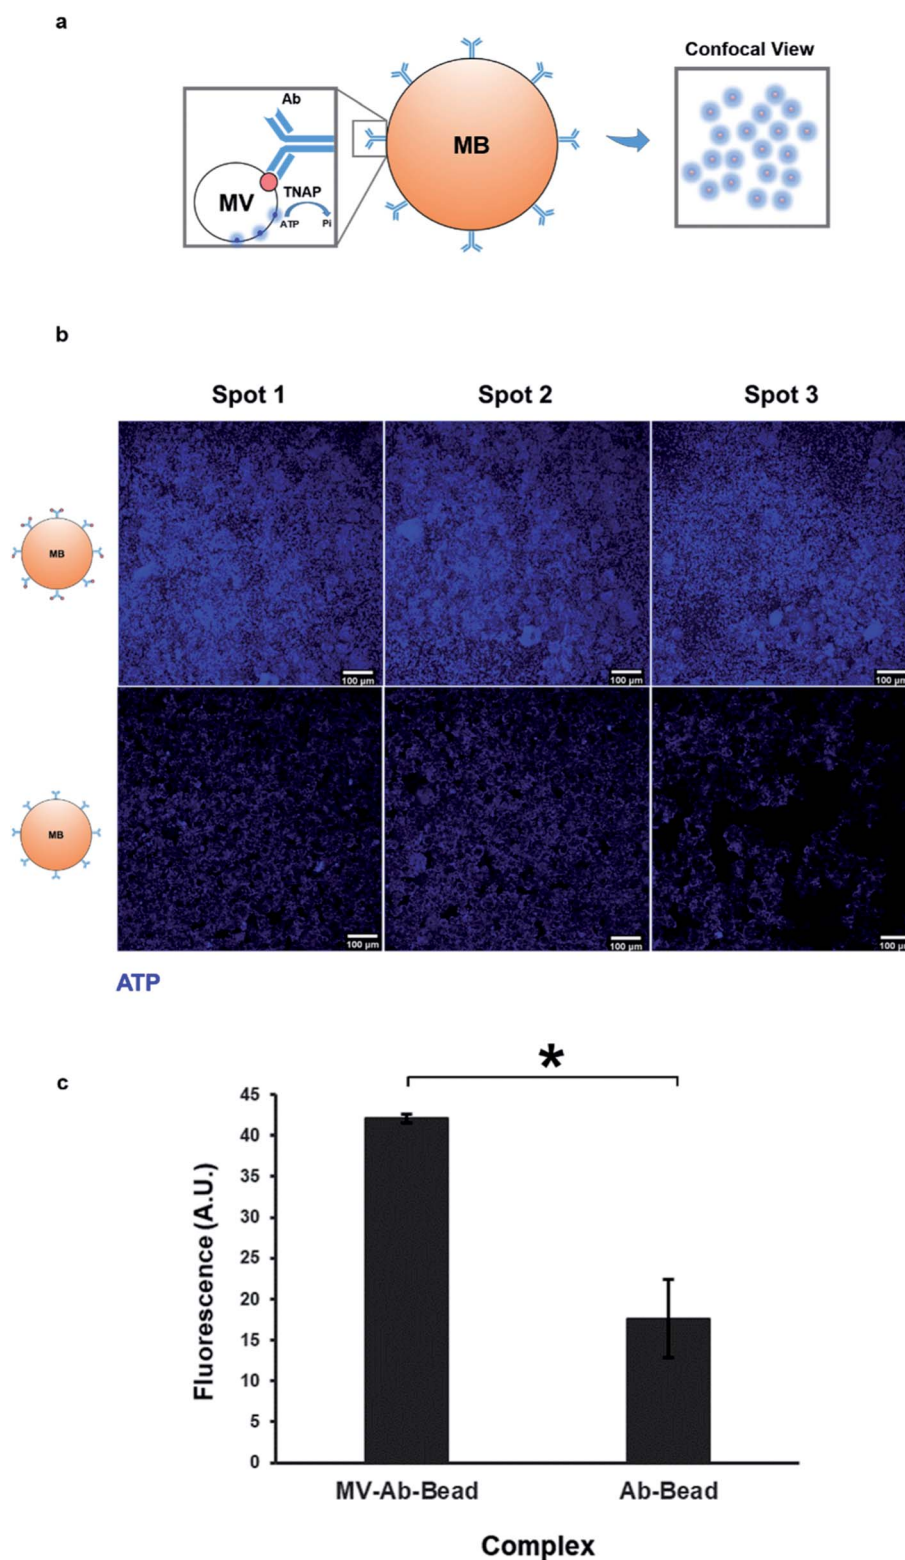 a
Confocal View
Ab
MB
MV
TNAP
ATP
Pi
b
Spot 1
Spot 2
Spot 3
MB
100 µm
100 µm
100 µm
MB
100 µm
100 µm
100 µm
ATP
c
*
45
40
35
30
25
20
15
10
5
0
Fluorescence (A.U.)
MV-Ab-Bead
Ab-Bead
Complex